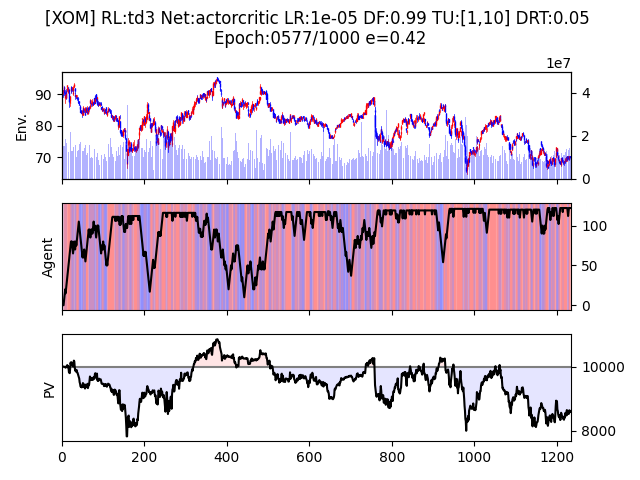 [XOM] RL:td3 Net:actorcritic LR:1e-05 DF:0.99 TU:[1,10] DRT:0.05
Epoch:0577/1000 e=0.42
1e7
90
80
70
Env.
4
2
0
Agent
100
50
0
PV
10000
8000
0 200 400 600 800 1000 1200